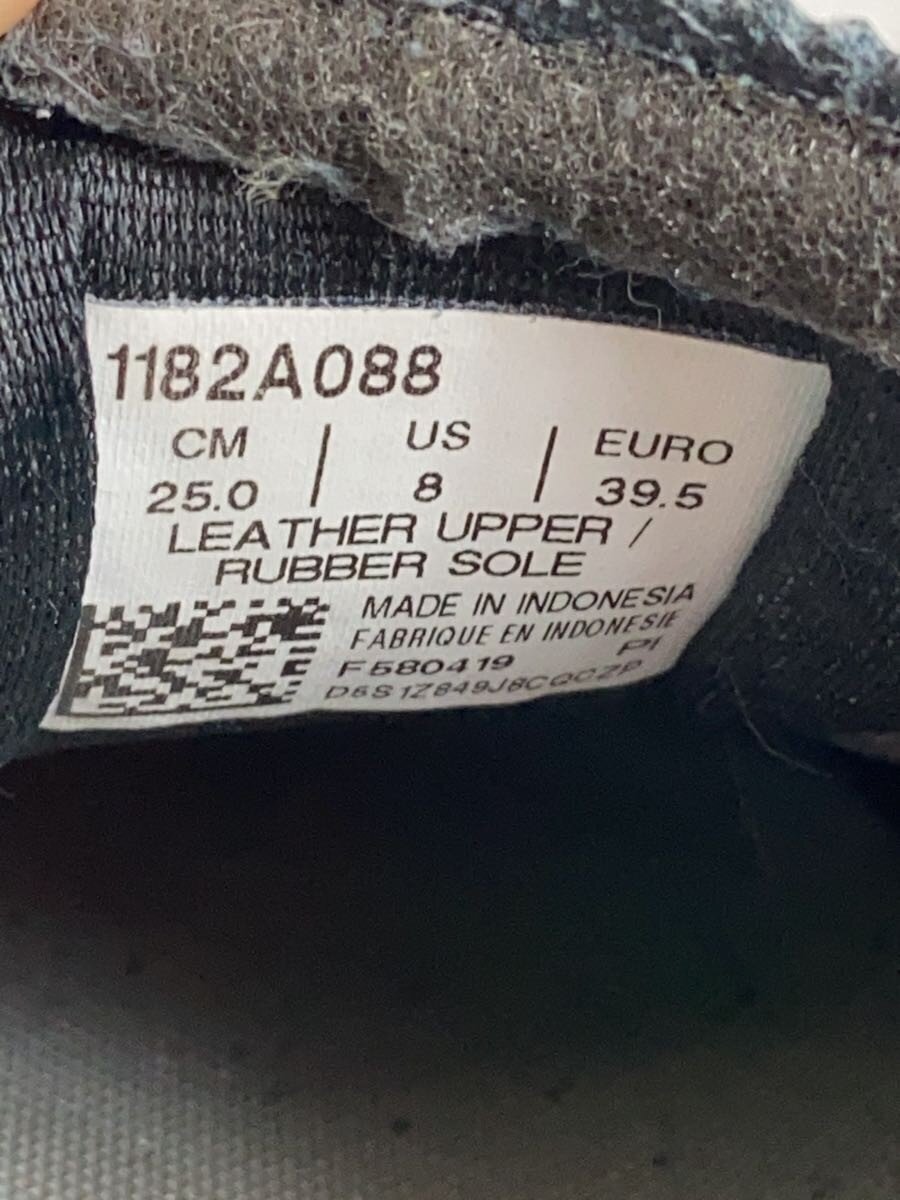 1182A088
CM | US | EURO
25.0 | 8 | 39.5
LEATHER UPPER /
RUBBER SOLE
MADE IN INDONESIA
FABRIQUE EN INDONESIE
F580419 PI